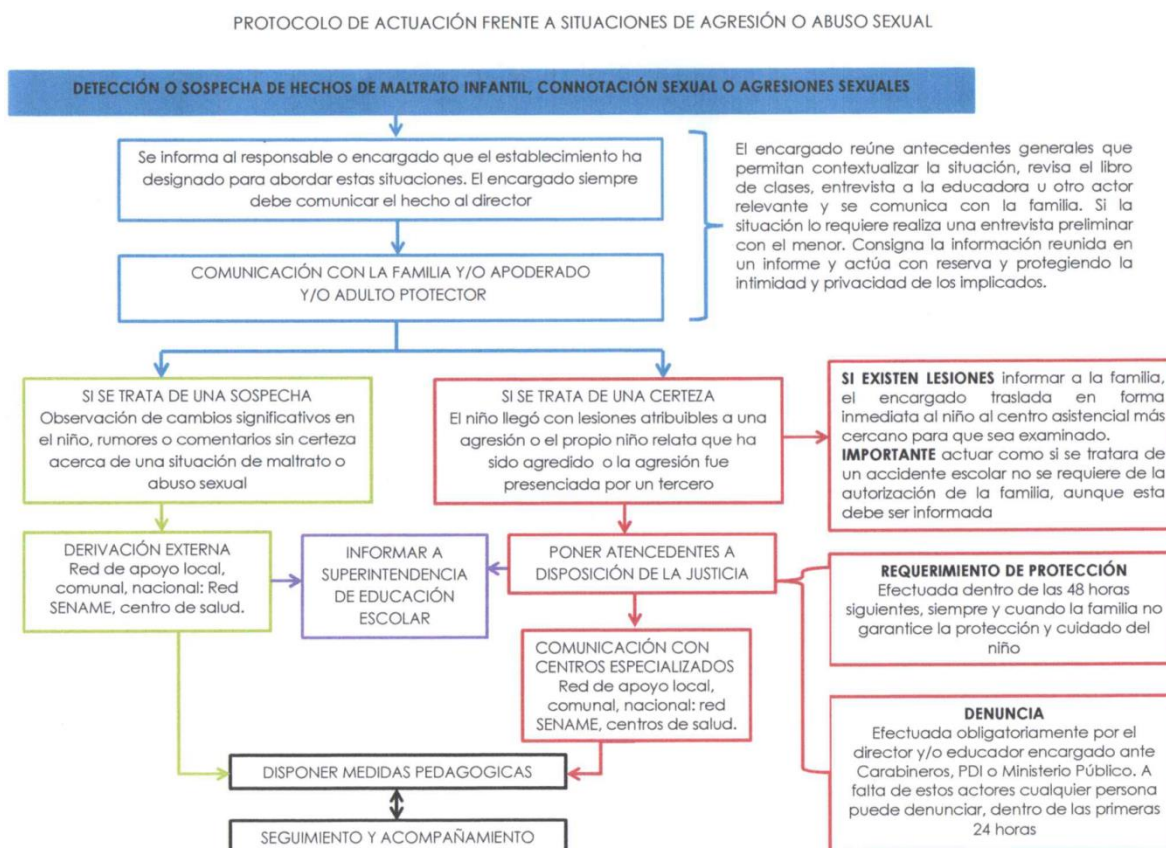 PROTOCOLO DE ACTUACIÓN FRENTE A SITUACIONES DE AGRESIÓN O ABUSO SEXUAL
DETECCIÓN O SOSPECHA DE HECHOS DE MALTRATO INFANTIL, CONNOTACIÓN SEXUAL O AGRESIONES SEXUALES
Se informa al responsable o encargado que el establecimiento ha
designado para abordar estas situaciones. El encargado siempre
debe comunicar el hecho al director
El encargado reúne antecedentes generales que
permitan contextualizar la situación, revisa el libro
de clases, entrevista a la educadora u otro actor
relevante y se comunica con la familia. Si la
situación lo requiere realiza una entrevista preliminar
con el menor. Consigna la información reunida en
un informe y actúa con reserva y protegiendo la
intimidad y privacidad de los implicados.
COMUNICACIÓN CON LA FAMILIA Y/O APODERADO
Y/O ADULTO PTOTECTOR
SI SE TRATA DE UNA SOSPECHA
Observación de cambios significativos en
el niño, rumores o comentarios sin certeza
acerca de una situación de maltrato o
abuso sexual
SI SE TRATA DE UNA CERTEZA
El niño llegó con lesiones atribuibles a una
agresión o el propio niño relata que ha
sido agredido o la agresión fue
presenciada por un tercero
SI EXISTEN LESIONES informar a la familia,
el encargado traslada en forma
inmediata al niño al centro asistencial más
cercano para que sea examinado.
IMPORTANTE actuar como si se tratara de
un accidente escolar no se requiere de la
autorización de la familia, aunque esta
debe ser informada
DERIVACIÓN EXTERNA
Red de apoyo local,
comunal, nacional: Red
SENAME, centro de salud.
INFORMAR A
SUPERINTENDENCIA
DE EDUCACIÓN
ESCOLAR
PONER ATENCEDENTES A
DISPOSICIÓN DE LA JUSTICIA
REQUERIMIENTO DE PROTECCIÓN
Efectuada dentro de las 48 horas
siguientes, siempre y cuando la familia no
garantice la protección y cuidado del
niño
COMUNICACIÓN CON
CENTROS ESPECIALIZADOS
Red de apoyo local,
comunal, nacional: red
SENAME, centros de salud.
DENUNCIA
Efectuada obligatoriamente por el
director y/o educador encargado ante
Carabineros, PDI o Ministerio Público. A
falta de estos actores cualquier persona
puede denunciar, dentro de las primeras
24 horas
DISPONER MEDIDAS PEDAGOGICAS
SEGUIMIENTO Y ACOMPAÑAMIENTO